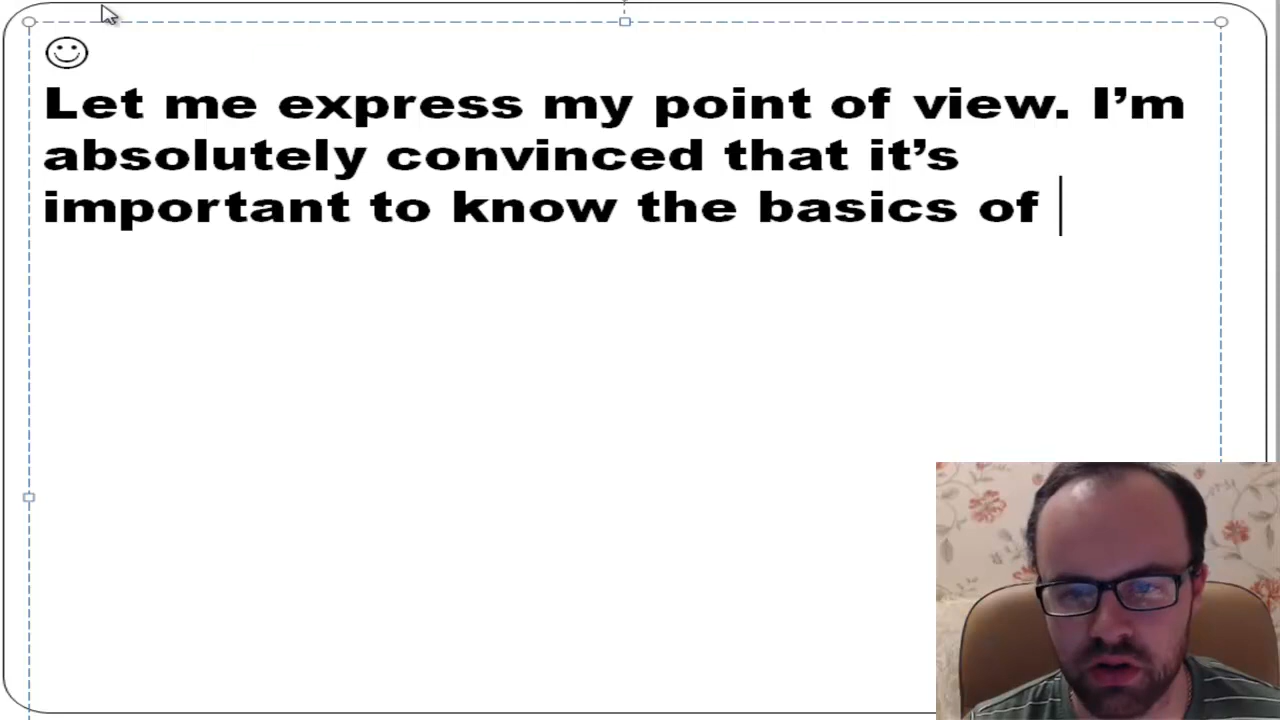 Let me express my point of view. I’m
absolutely convinced that it’s
important to know the basics of